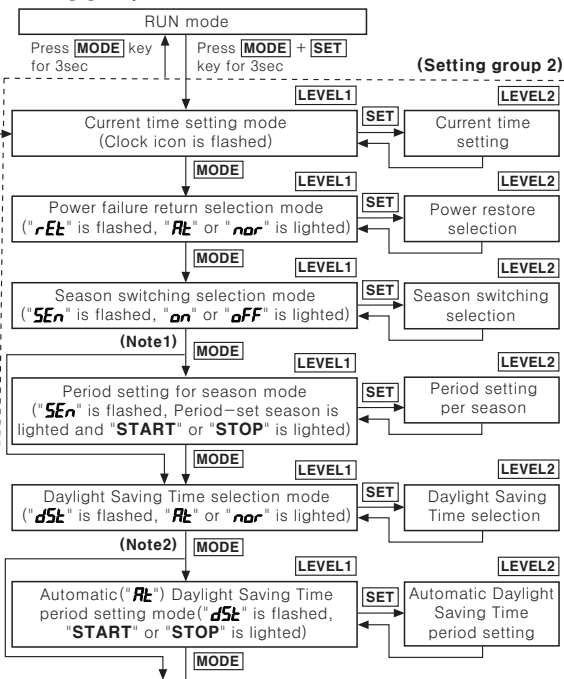 RUN mode
Press MODE key for 3sec
Press MODE + SET key for 3sec
(Setting group 2)
LEVEL1
LEVEL2
Current time setting mode
(Clock icon is flashed)
SET
Current time
setting
MODE
LEVEL1
LEVEL2
Power failure return selection mode
("rEt" is flashed, "At" or "nor" is lighted)
SET
Power restore
selection
MODE
LEVEL1
LEVEL2
Season switching selection mode
("SEn" is flashed, "on" or "oFF" is lighted)
SET
Season switching
selection
(Note1)
MODE
LEVEL1
LEVEL2
Period setting for season mode
("SEn" is flashed, Period-set season is
lighted and "START" or "STOP" is lighted)
SET
Period setting
per season
MODE
LEVEL1
LEVEL2
Daylight Saving Time selection mode
("dSt" is flashed, "At" or "nor" is lighted)
SET
Daylight Saving
Time selection
(Note2)
MODE
LEVEL1
LEVEL2
Automatic("At") Daylight Saving Time
period setting mode("dSt" is flashed,
"START" or "STOP" is lighted)
SET
Automatic Daylight
Saving Time
period setting
MODE